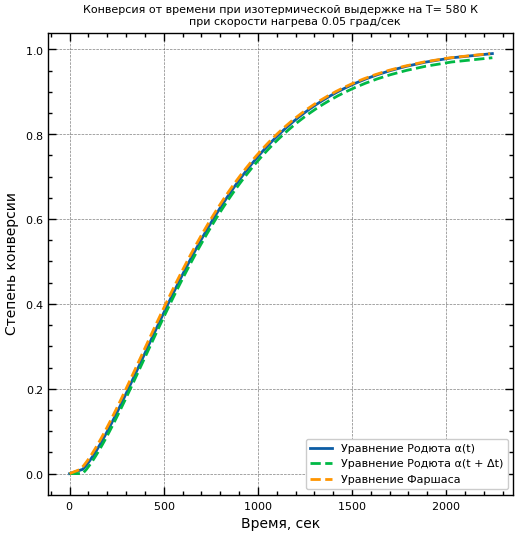 Конверсия от времени при изотермической выдержке на T= 580 К
при скорости нагрева 0.05 град/сек
Степень конверсии
1.0
0.8
0.6
0.4
0.2
0.0
Уравнение Родюта α(t)
Уравнение Родюта α(t + Δt)
Уравнение Фаршаса
0
500
1000
1500
2000
Время, сек